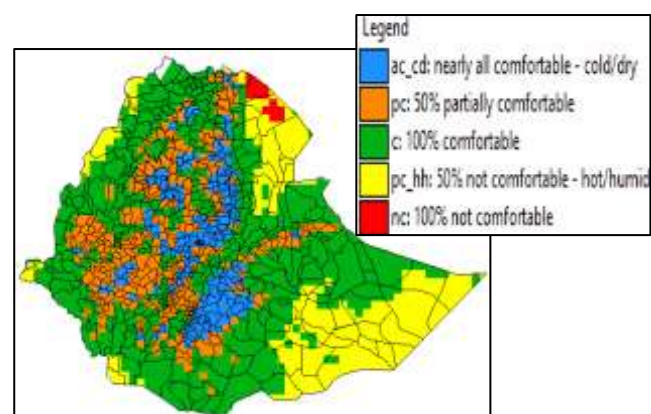 Legend
ac_cd: nearly all comfortable - cold/dry
pc: 50% partially comfortable
c: 100% comfortable
pc_hh: 50% not comfortable - hot/humid
nc: 100% not comfortable